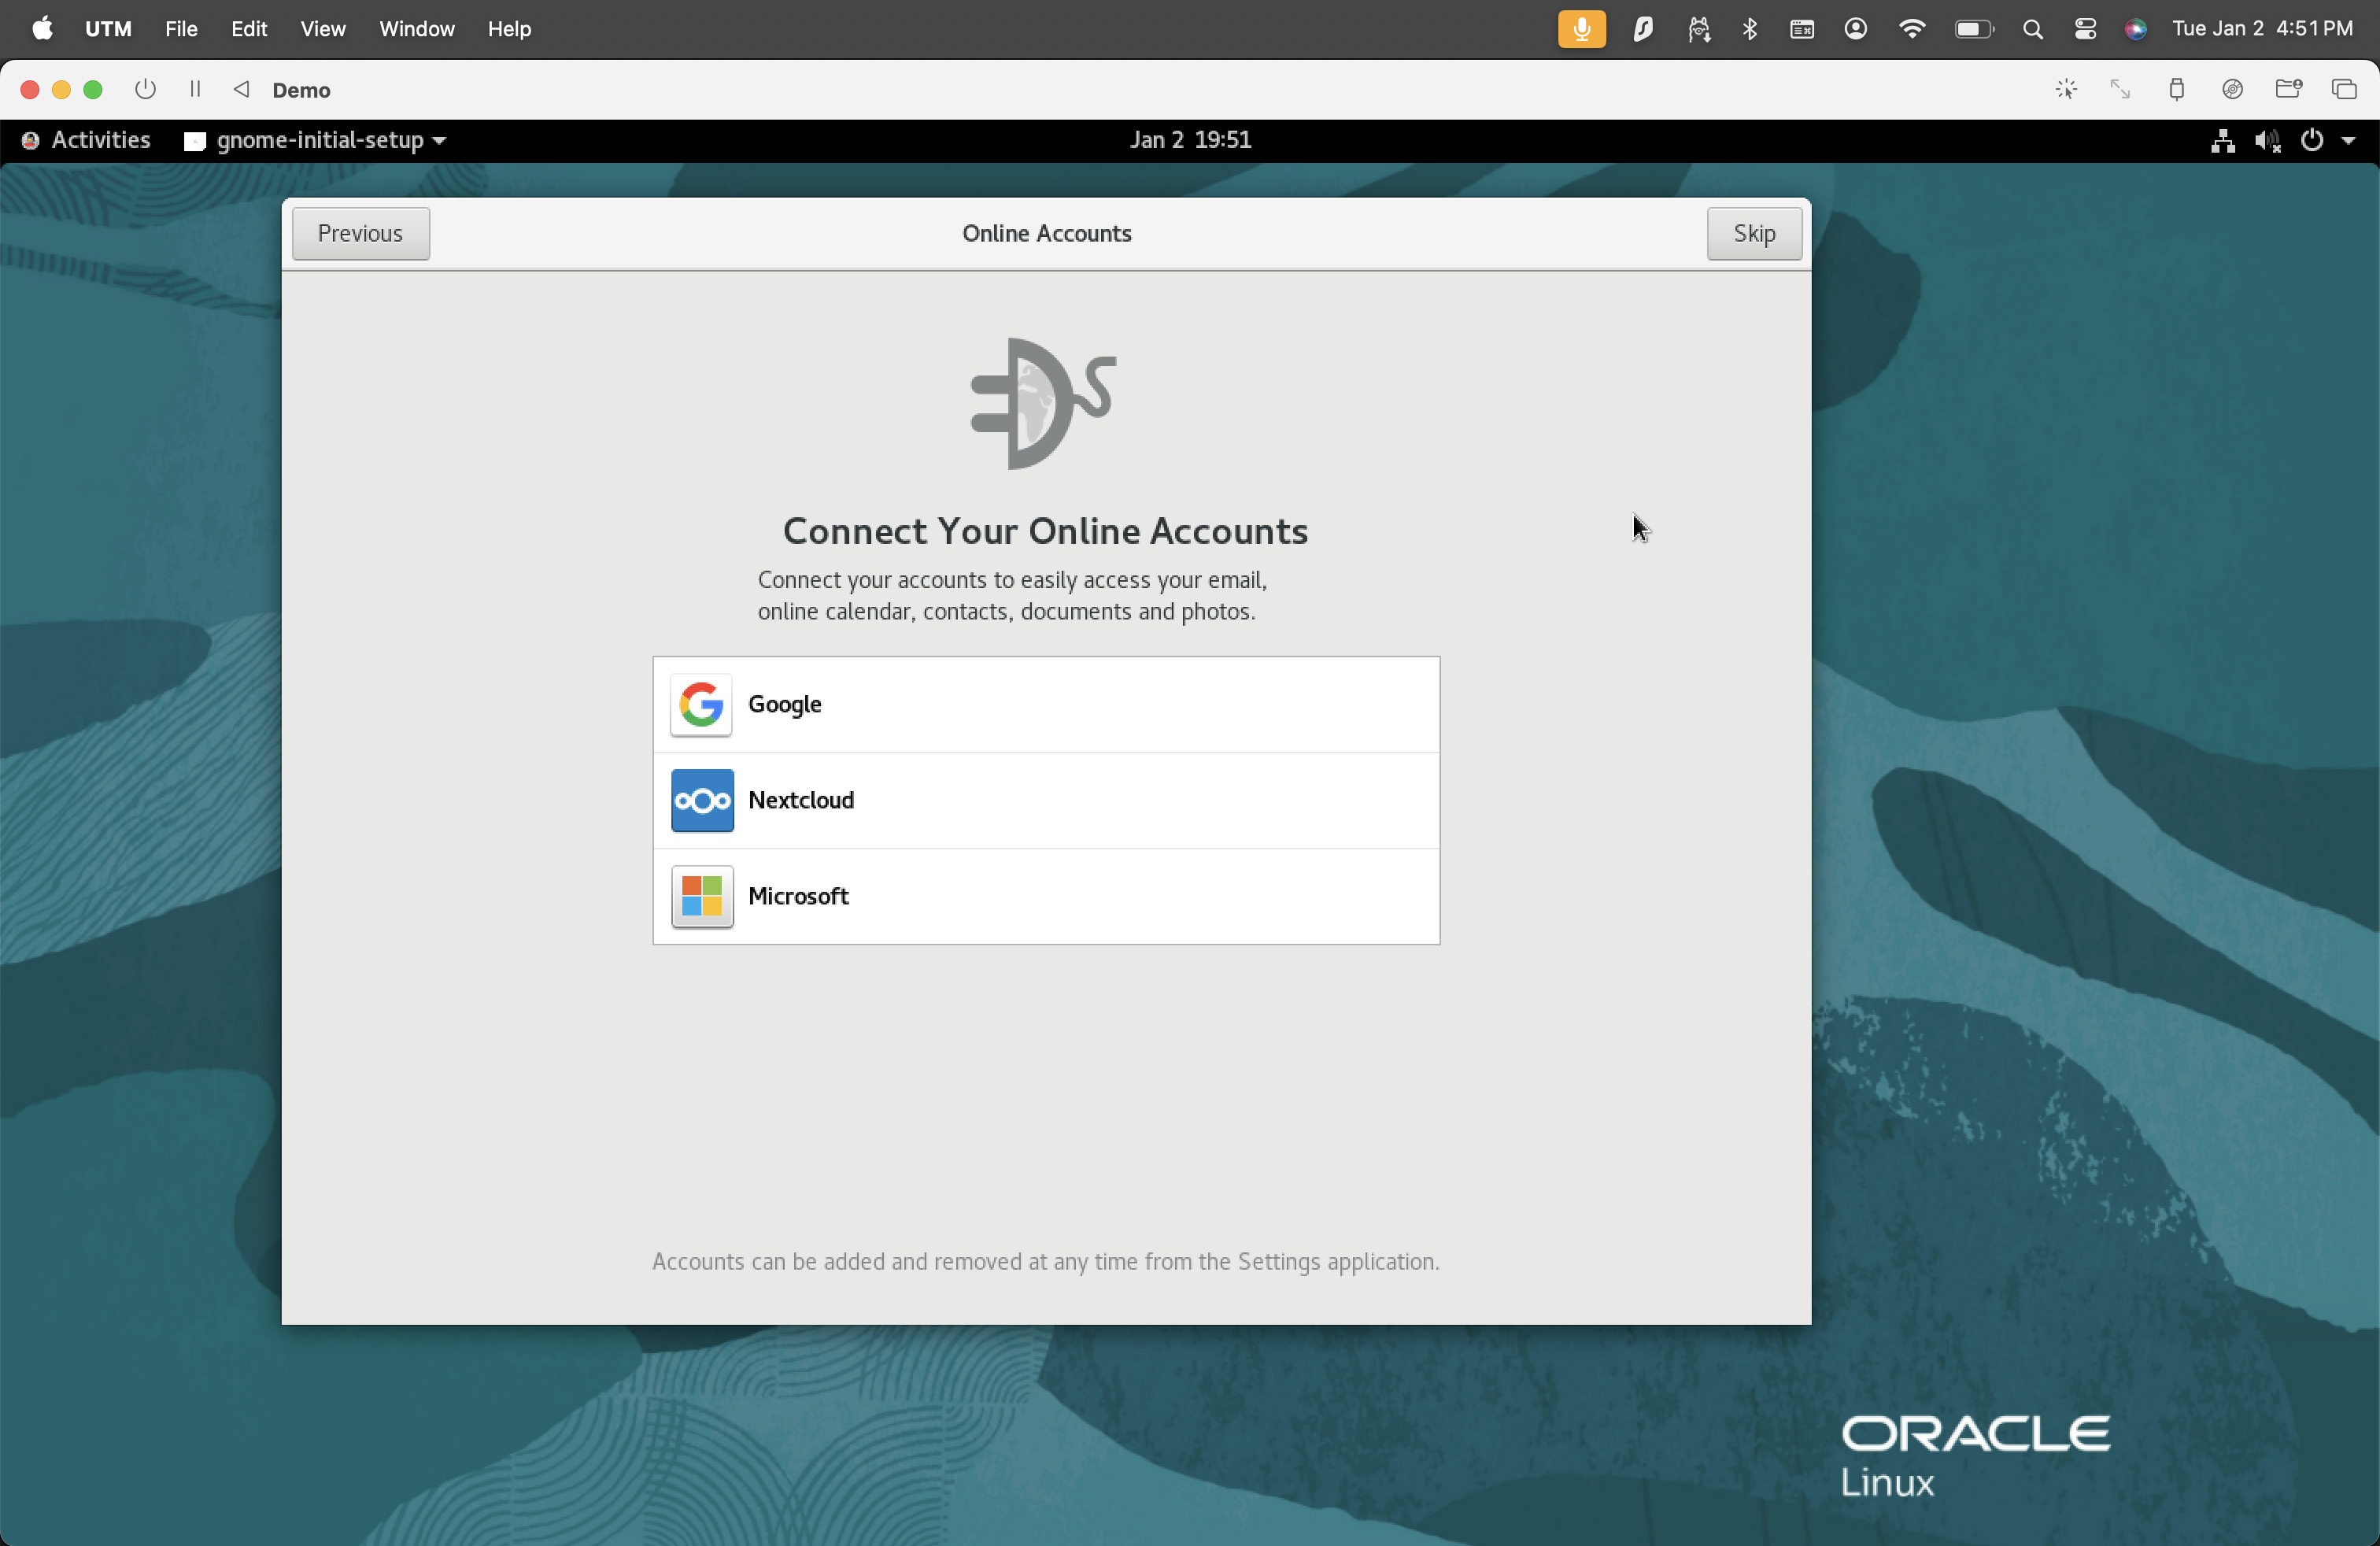 UTM File Edit View Window Help Tue Jan 2 4:51 PM
Demo
Activities gnome-initial-setup Jan 2 19:51
Previous Online Accounts Skip
Connect Your Online Accounts
Connect your accounts to easily access your email,
online calendar, contacts, documents and photos.
Google
Nextcloud
Microsoft
Accounts can be added and removed at any time from the Settings application.
ORACLE
Linux